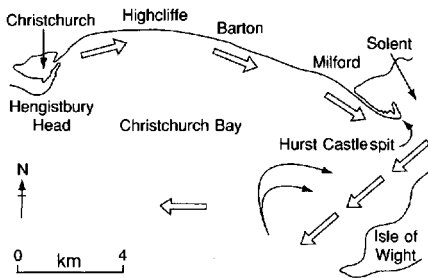 Christchurch
Highcliffe
Barton
Milford
Solent
Hengistbury
Head
Christchurch Bay
Hurst Castle spit
N
Isle of
Wight
0 4
km